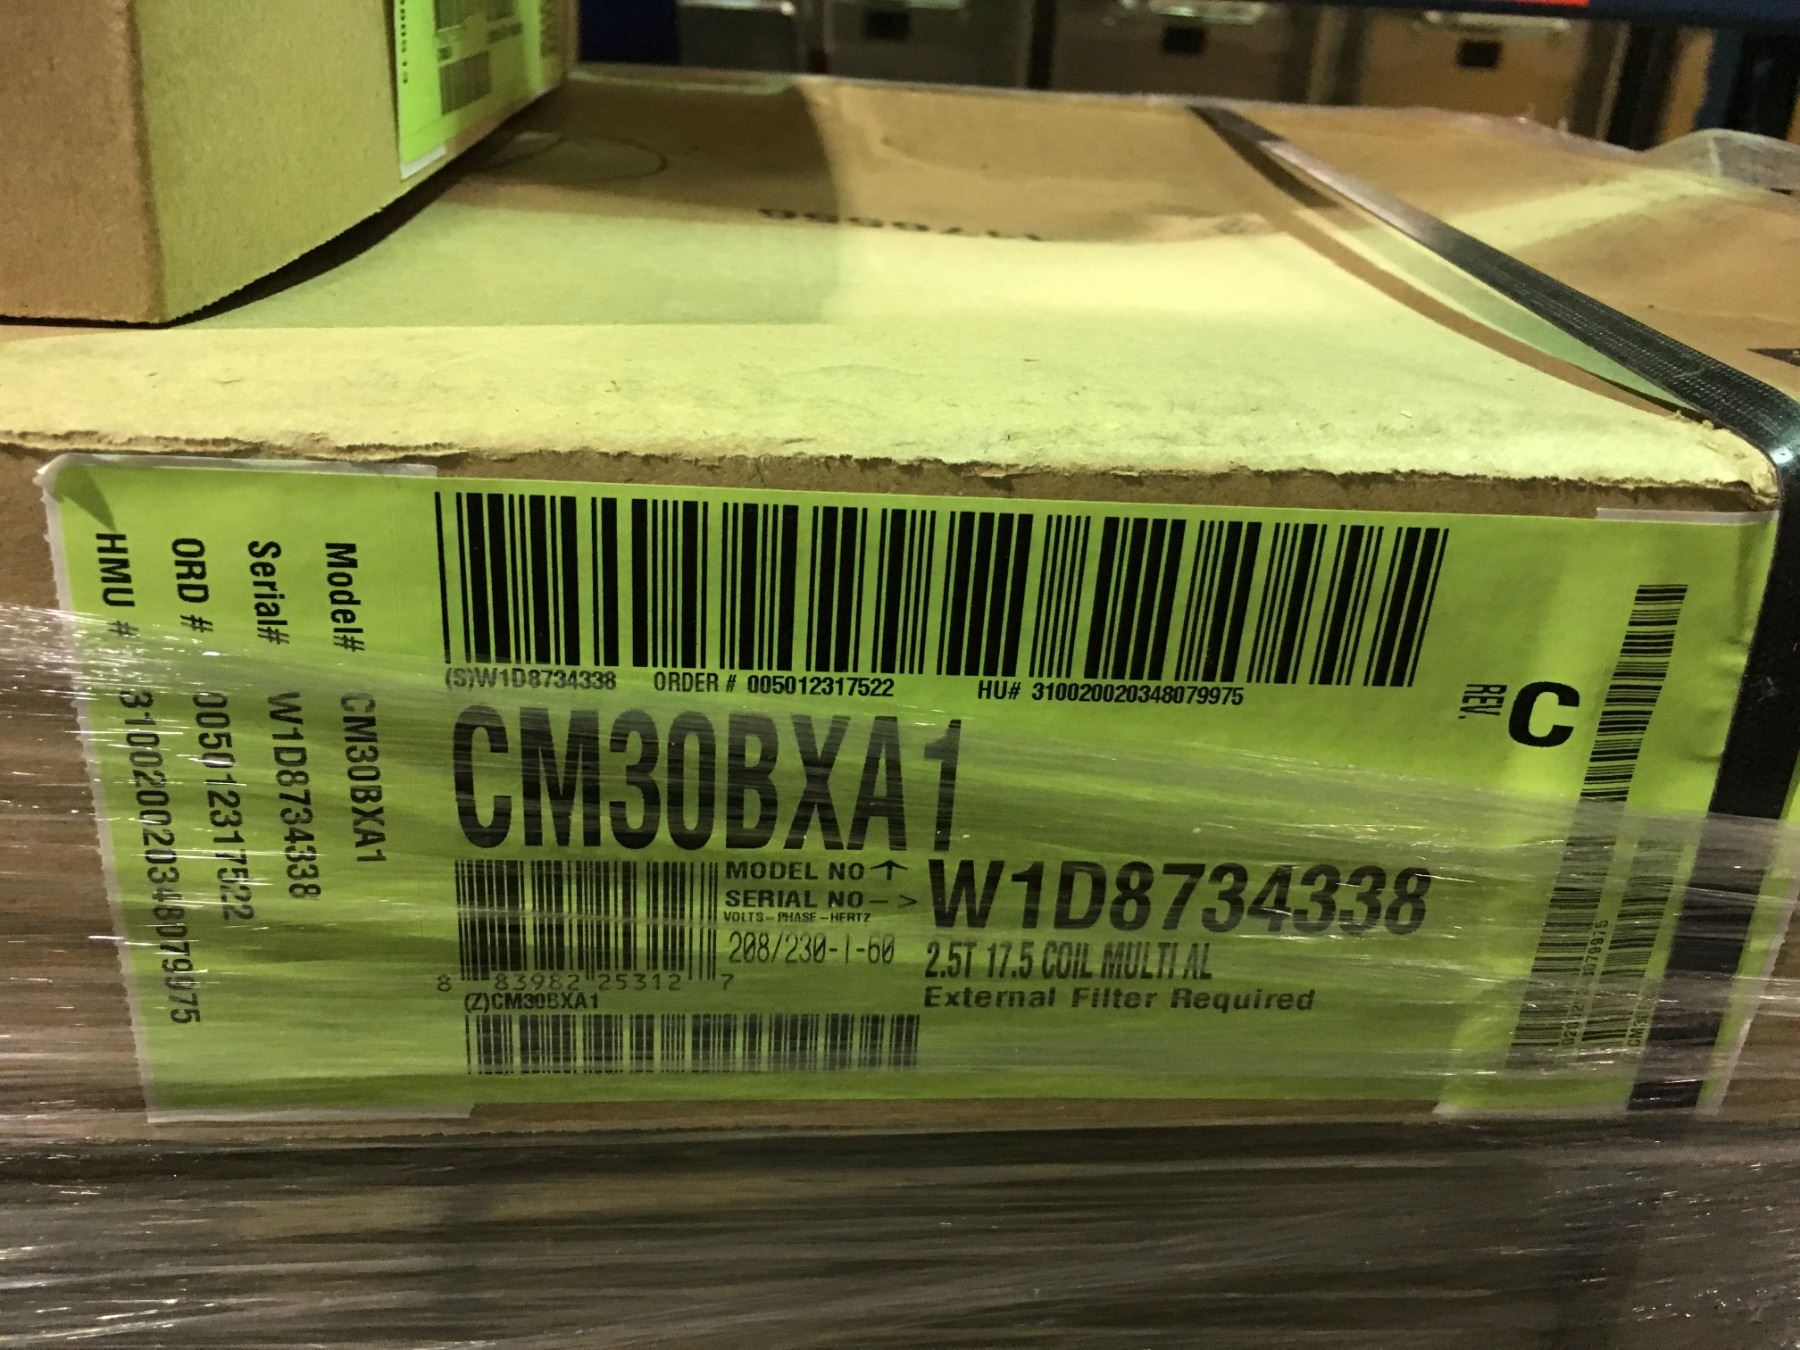 (S)W1D8734338 ORDER # 005012317522 HU# 310020020348079975
CM30BXA1
REV. C
MODEL NO ↑
SERIAL NO – > W1D8734338
VOLTS – PHASE – HERTZ
208/230-1-60
2.5T 17.5 COIL MULTI AL
External Filter Required
8 83982 25312 7
(Z)CM30BXA1
Model# CM30BXA1
Serial# W1D8734338
ORD # 005012317522
HMU # 310020020348079975